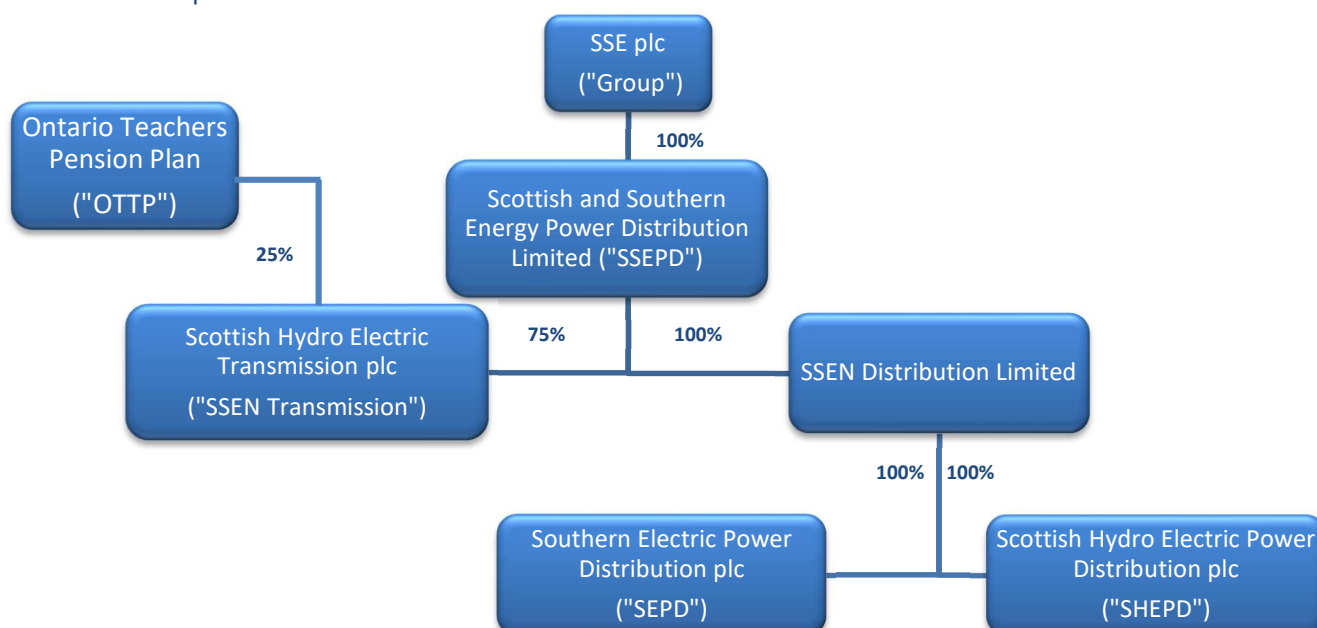 SSE plc
("Group")
100%
Ontario Teachers
Pension Plan
("OTTP")
Scottish and Southern
Energy Power Distribution
Limited ("SSEPD")
25%
Scottish Hydro Electric
Transmission plc
("SSEN Transmission")
75%
100%
SSEN Distribution Limited
100%
100%
Southern Electric Power
Distribution plc
("SEPD")
Scottish Hydro Electric Power
Distribution plc
("SHEPD")